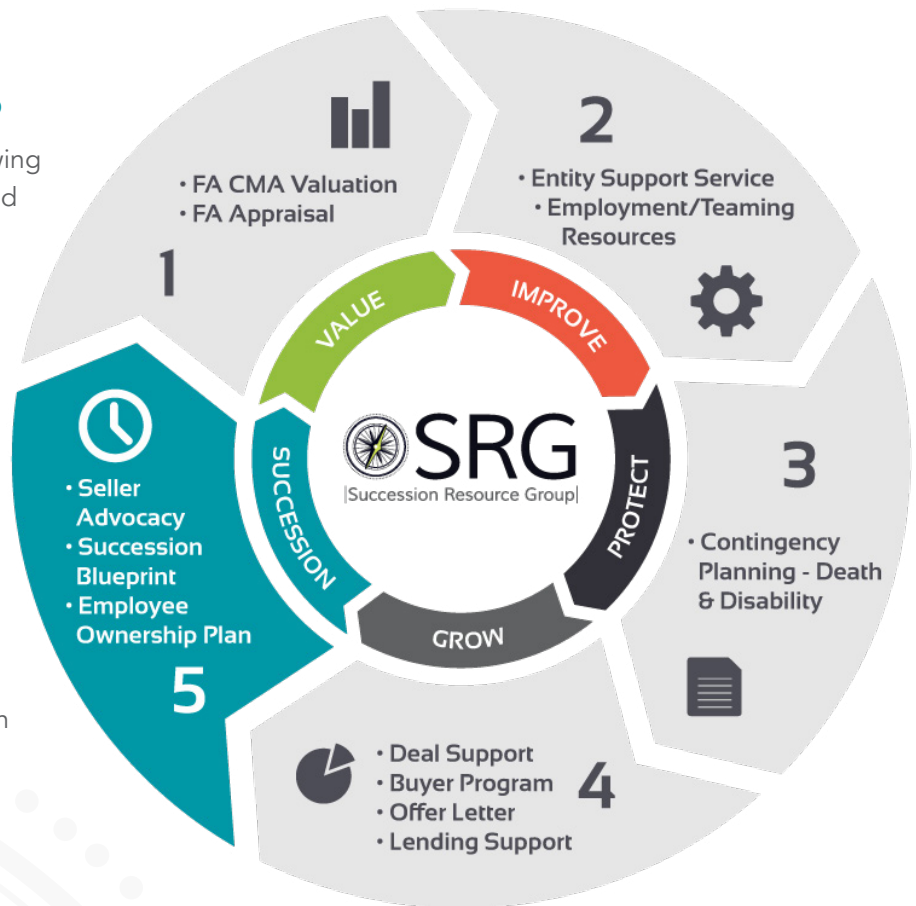 wing
d
• FA CMA Valuation
• FA Appraisal
1
2
• Entity Support Service
• Employment/Teaming
Resources
3
• Contingency
Planning - Death
& Disability
4
• Deal Support
• Buyer Program
• Offer Letter
• Lending Support
5
• Seller
Advocacy
• Succession
Blueprint
• Employee
Ownership Plan
VALUE
IMPROVE
PROTECT
GROW
SUCCESSION
SRG
|Succession Resource Group|